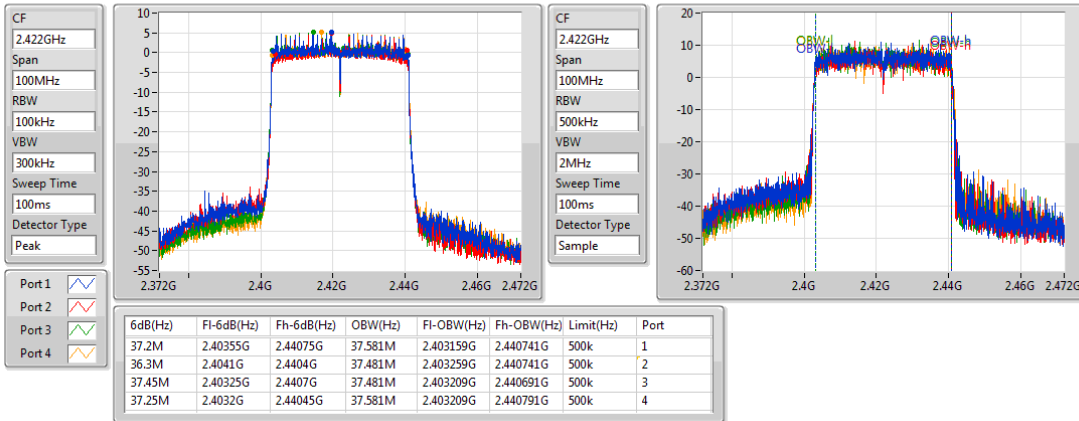 CF
2.422GHz
Span
100MHz
RBW
100kHz
VBW
300kHz
Sweep Time
100ms
Detector Type
Peak
10
5
0
-5
-10
-15
-20
-25
-30
-35
-40
-45
-50
-55
2.372G 2.4G 2.42G 2.44G 2.46G 2.472G
CF
2.422GHz
Span
100MHz
RBW
500kHz
VBW
2MHz
Sweep Time
100ms
Detector Type
Sample
20
10
0
-10
-20
-30
-40
-50
-60
OBW-h
2.372G 2.4G 2.42G 2.44G 2.46G 2.472G
Port 1
Port 2
Port 3
Port 4
6dB(Hz) Fl-6dB(Hz) Fh-6dB(Hz) OBW(Hz) Fl-OBW(Hz) Fh-OBW(Hz) Limit(Hz) Port
37.2M 2.40355G 2.44075G 37.581M 2.403159G 2.440741G 500k 1
36.3M 2.4041G 2.4404G 37.481M 2.403259G 2.440741G 500k 2
37.45M 2.40325G 2.4407G 37.481M 2.403209G 2.440691G 500k 3
37.25M 2.4032G 2.44045G 37.581M 2.403209G 2.440791G 500k 4